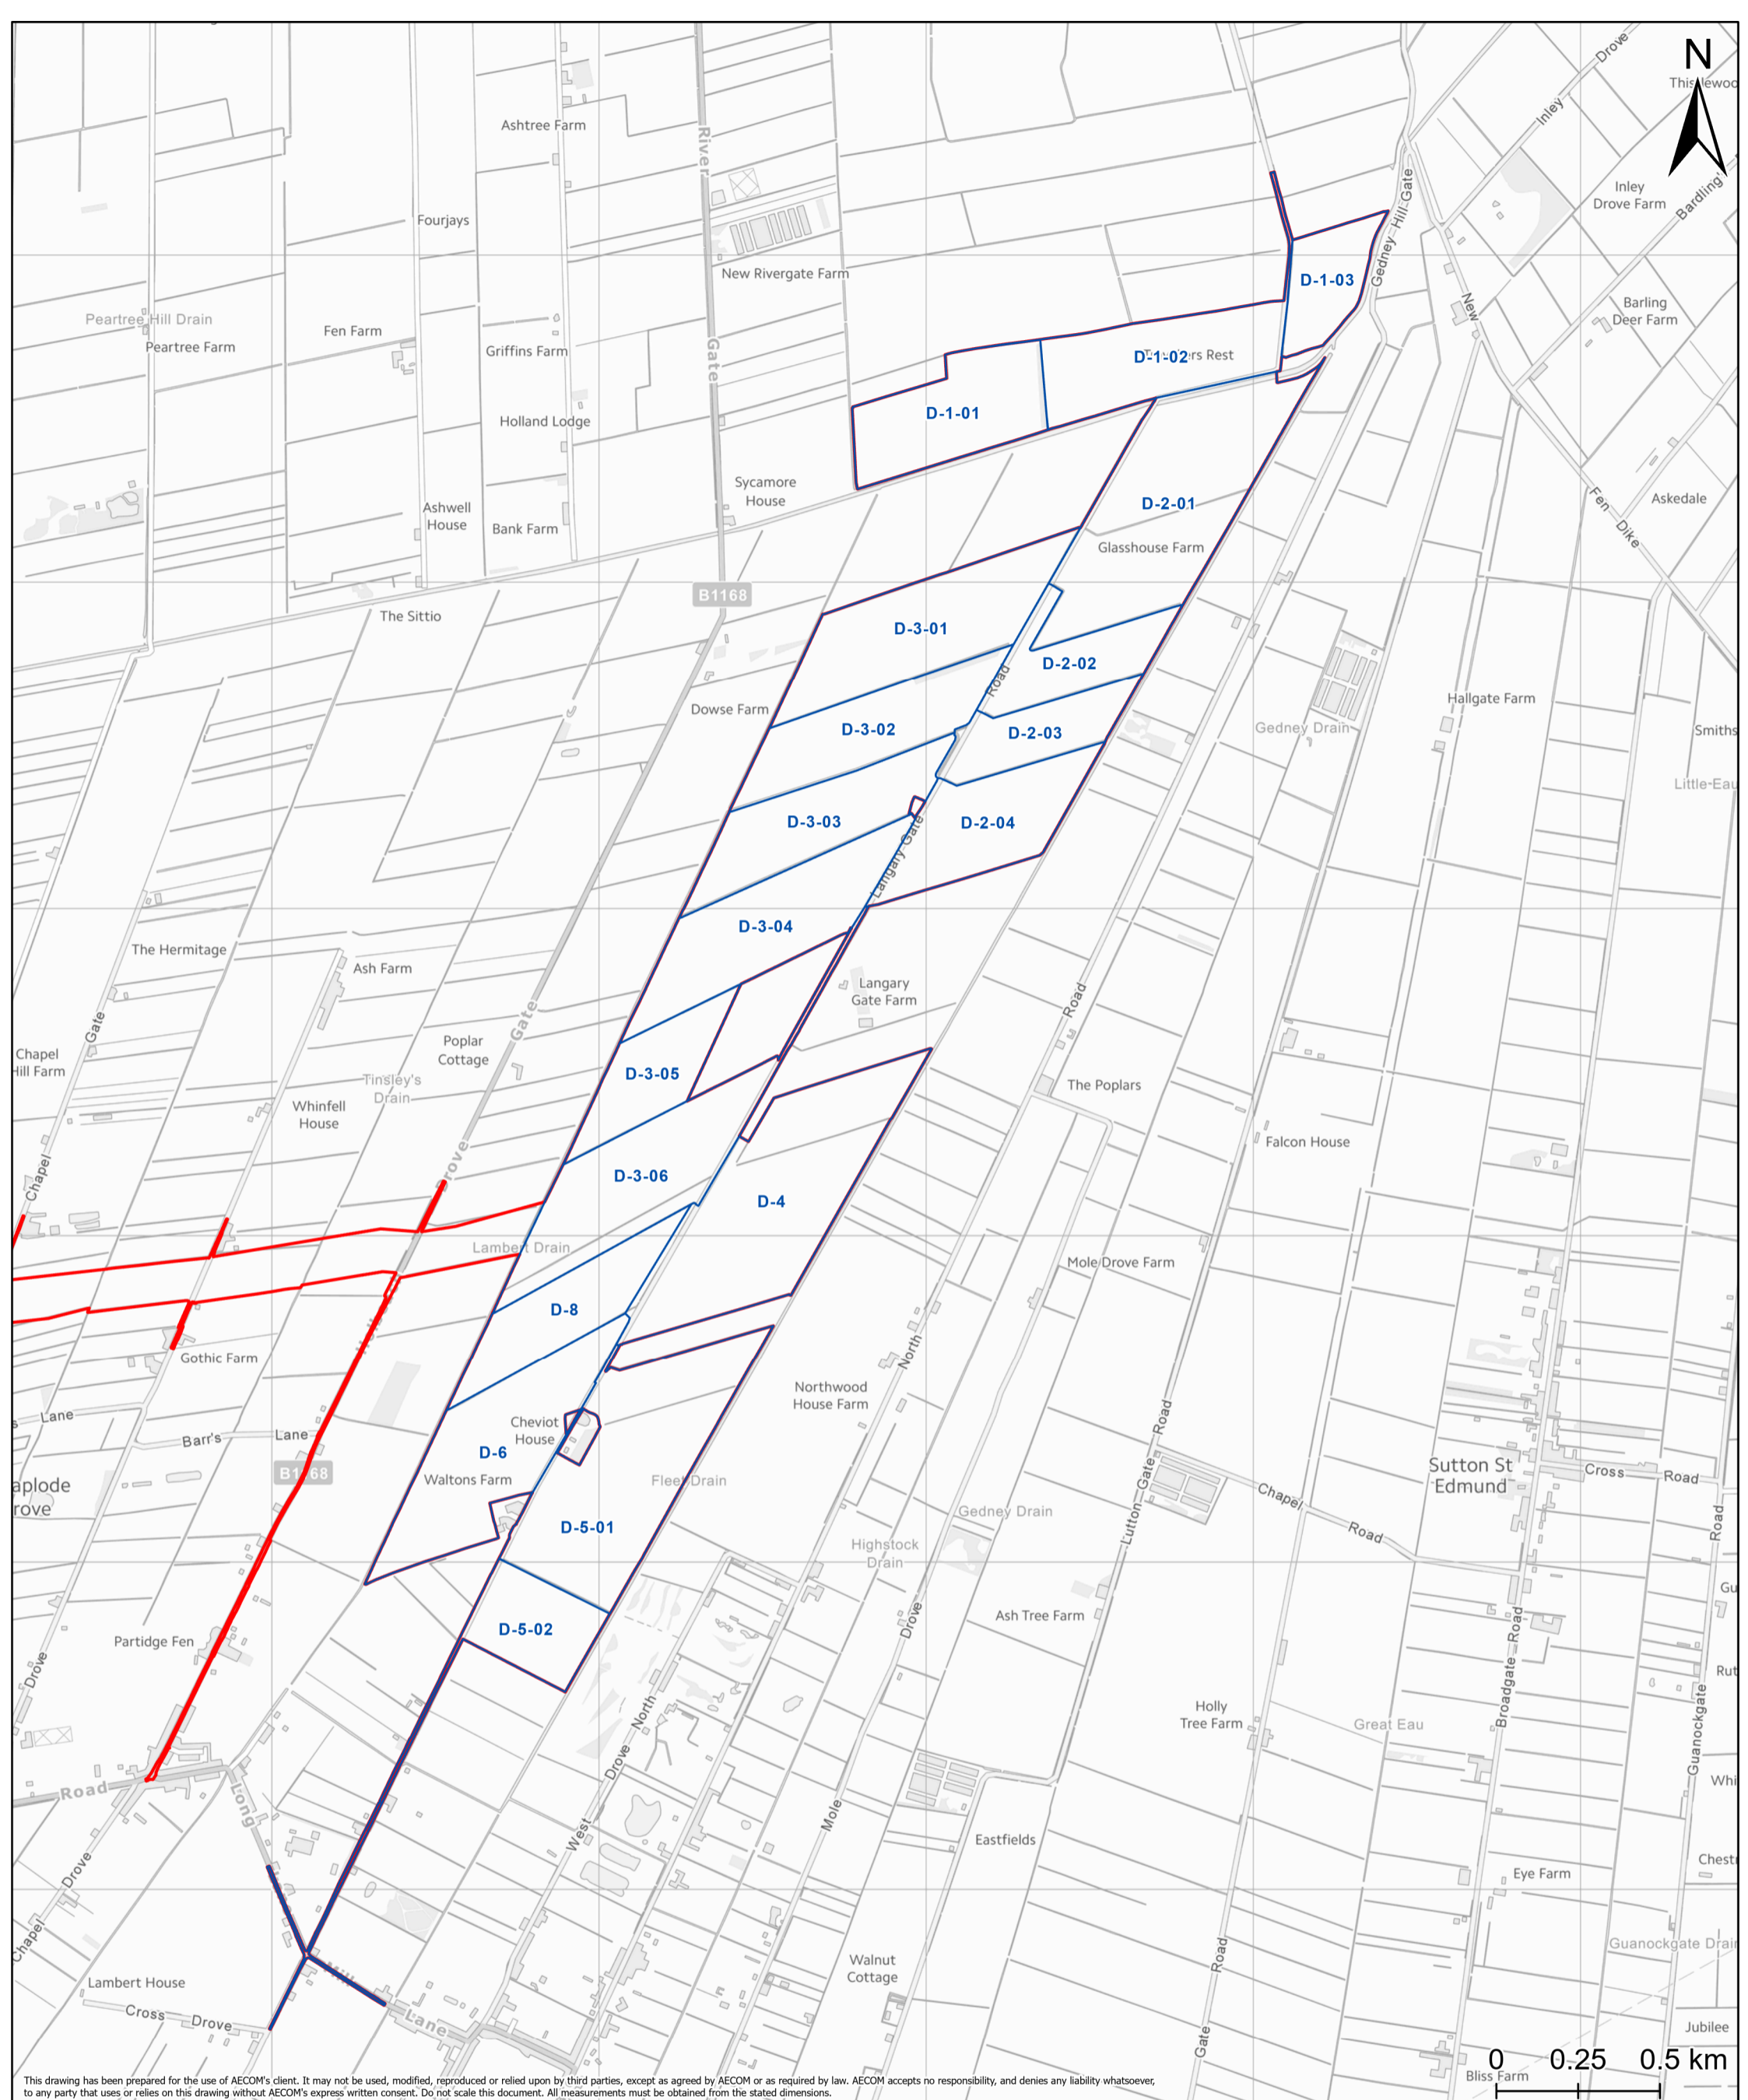 N
Drove
Inley
Ashtree Farm
River
Gate
Fourjays
Inley
Drove Farm
New Rivergate Farm
D-1-03
Gedney-Hill-Gate
New
Barling
Deer Farm
Peartree Hill Drain
Peartree Farm
Fen Farm
Griffins Farm
D-1-02
D-1-01
Holland Lodge
Sycamore
House
Ashwell
House
Bank Farm
D-2-01
Glasshouse Farm
Askedale
Fen
Dike
B1168
The Sittio
D-3-01
D-2-02
Road
Dowse Farm
D-3-02
D-2-03
Hallgate Farm
Gedney Drain
Smiths
Little-Eau
D-3-03
D-2-04
Langary-Gate
D-3-04
The Hermitage
Ash Farm
Langary
Gate Farm
Gate
Road
Gate
Chapel
Hill Farm
Poplar
Cottage
D-3-05
Tinsley's
Drain
The Poplars
Whinfell
House
Falcon House
Chapel
D-3-06
D-4
Lambert Drain
Mole Drove Farm
D-8
Gothic Farm
North
Northwood
House Farm
Lane
Barr's
Lane
Cheviot
House
D-6
Waltons Farm
Fleet Drain
B1168
Sutton St
Edmund
Cross
Road
Chapel
Road
Lutton-Gate
Road
Gedney Drain
D-5-01
Highstock
Drain
Road
D-5-02
Ash Tree Farm
Partidge Fen
Drove
Drove
Broadgate-Road
Holly
Tree Farm
Great Eau
Guanockgate
North
Drove
West
Road
Long
Mole
Eastfields
Drove
Chapel
Eye Farm
Walnut
Cottage
Road
Lambert House
Cross
Drove
Lane
Gate
Jubilee
Bliss Farm
0 0.25 0.5 km
This drawing has been prepared for the use of AECOM's client. It may not be used, modified, reproduced or relied upon by third parties, except as agreed by AECOM or as required by law. AECOM accepts no responsibility, and denies any liability whatsoever,
to any party that uses or relies on this drawing without AECOM's express written consent. Do not scale this document. All measurements must be obtained from the stated dimensions.